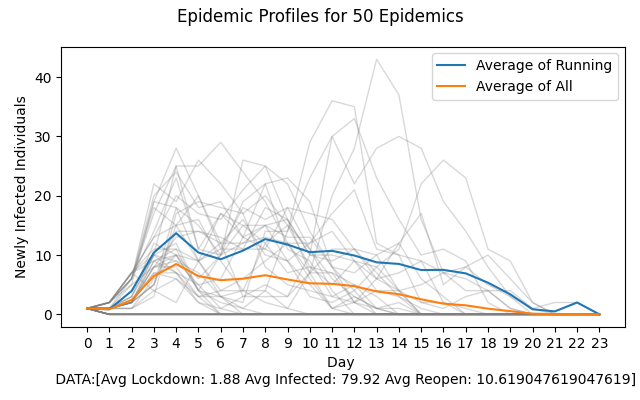 Epidemic Profiles for 50 Epidemics
Average of Running
Average of All
Newly Infected Individuals
40
30
20
10
0
0 1 2 3 4 5 6 7 8 9 10 11 12 13 14 15 16 17 18 19 20 21 22 23
Day
DATA:[Avg Lockdown: 1.88 Avg Infected: 79.92 Avg Reopen: 10.619047619047619]